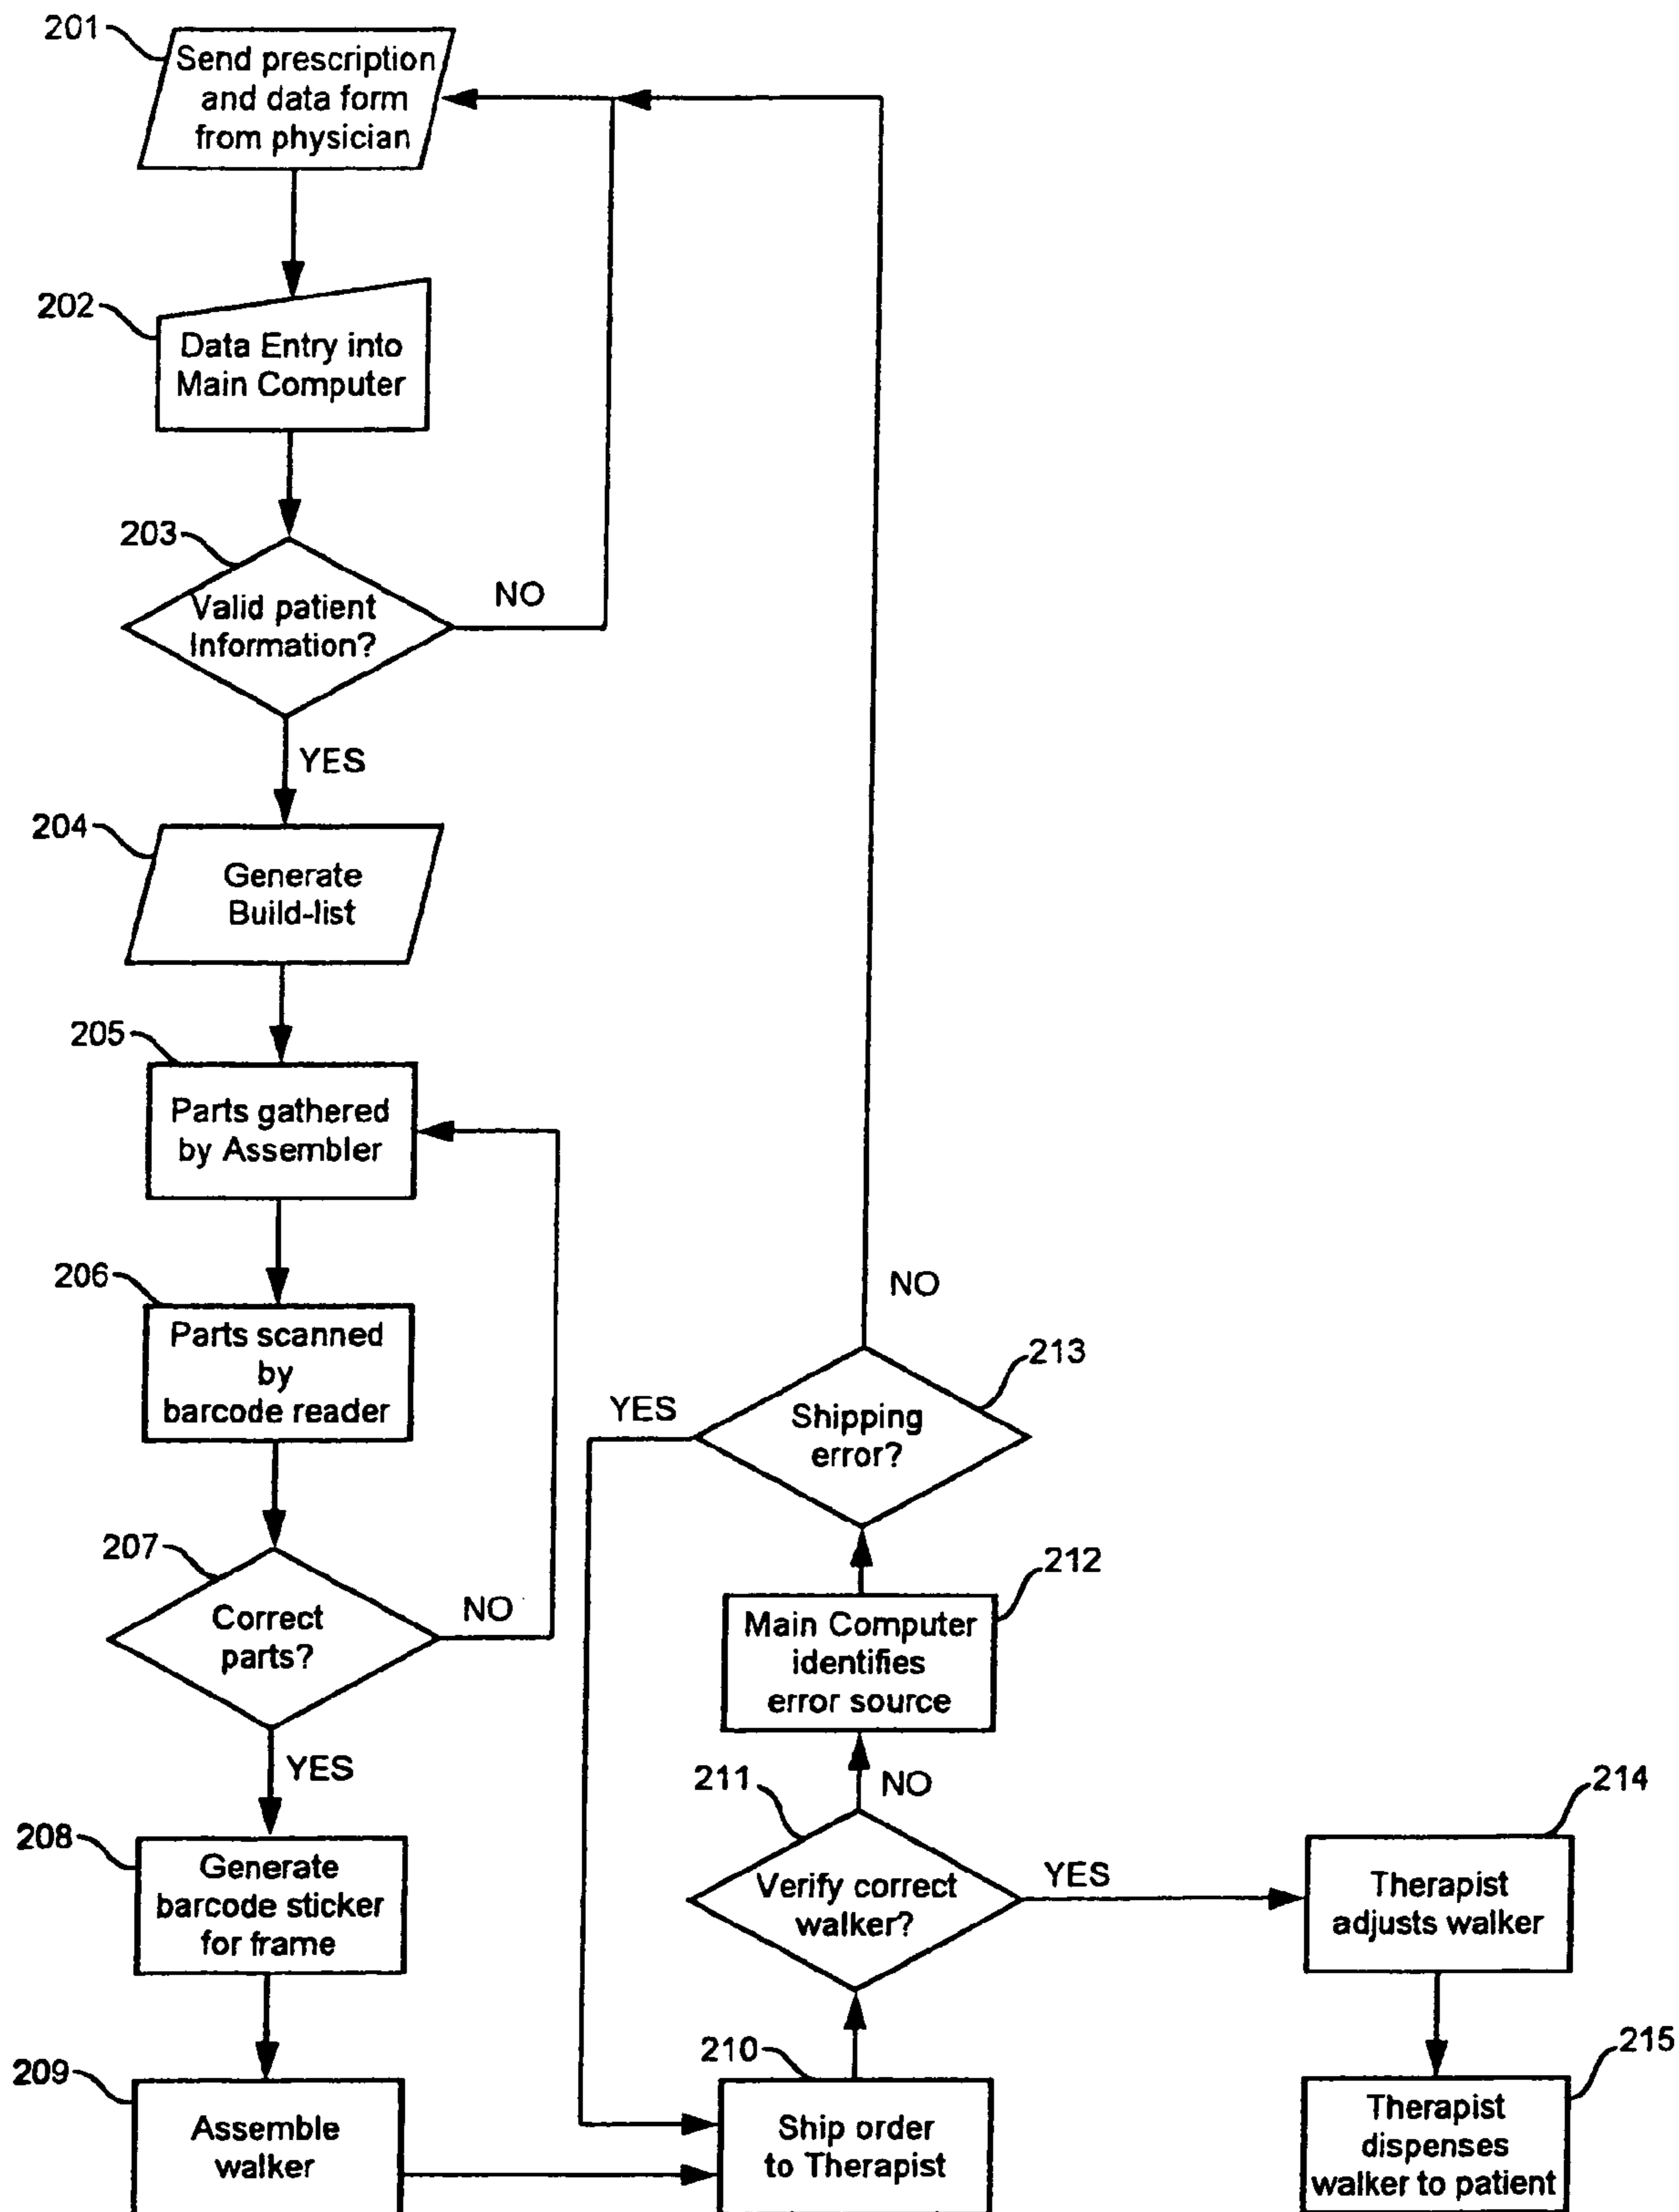 201
Send prescription
and data form
from physician
202
Data Entry into
Main Computer
203
Valid patient
Information?
NO
YES
204
Generate
Build-list
205
Parts gathered
by Assembler
206
Parts scanned
by
barcode reader
207
Correct
parts?
NO
YES
208
Generate
barcode sticker
for frame
209
Assemble
walker
210
Ship order
to Therapist
211
Verify correct
walker?
NO
YES
212
Main Computer
identifies
error source
213
Shipping
error?
YES
NO
214
Therapist
adjusts walker
215
Therapist
dispenses
walker to patient